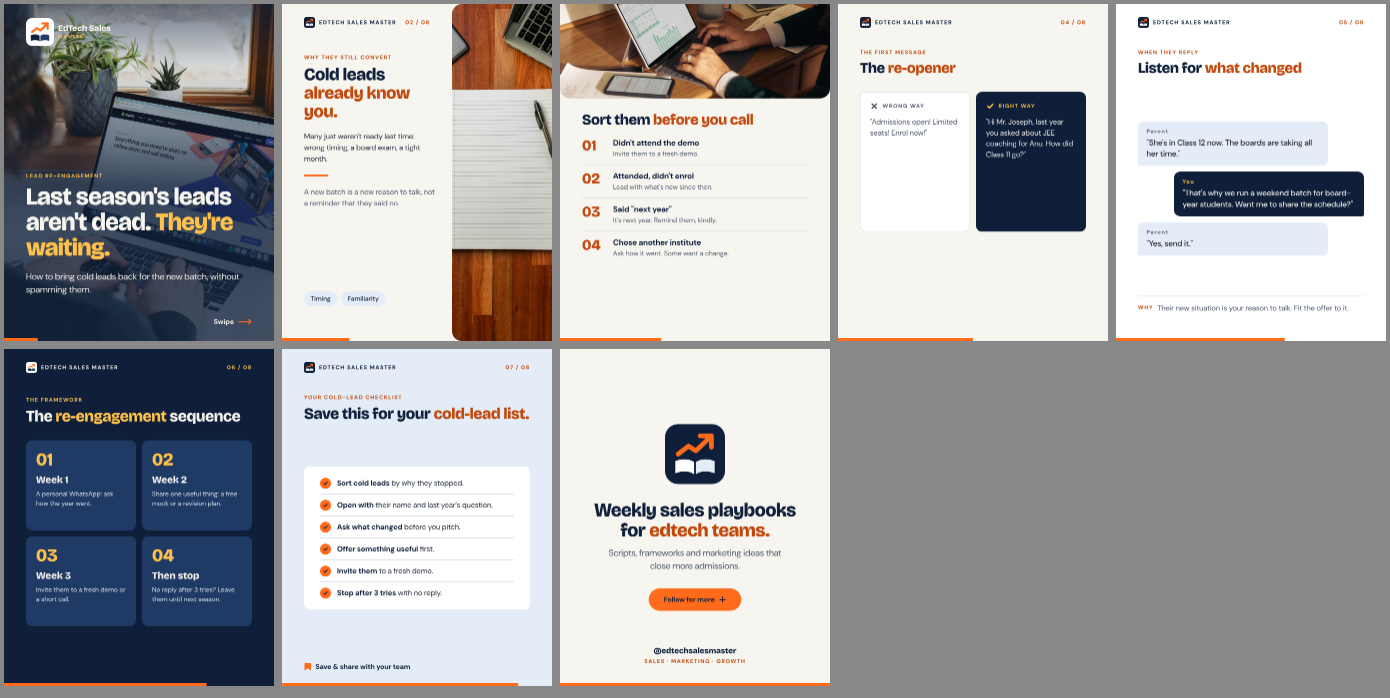 EdTech Sales
LEAD RE-ENGAGEMENT
Last season's leads
aren't dead. They're
waiting.
How to bring cold leads back for the new batch, without
spamming them.
Swipe
EDTECH SALES MASTER 02 / 08
WHY THEY STILL CONVERT
Cold leads
already know
you.
Many just weren't ready last time:
wrong timing, a board exam, a tight
month.
A new batch is a new reason to talk, not
a reminder that they said no.
Timing Familiarity
Sort them before you call
01 Didn't attend the demo
Invite them to a fresh demo.
02 Attended, didn't enrol
Lead with what's new since then.
03 Said "next year"
It's next year. Remind them, kindly.
04 Chose another institute
Ask how it went. Some want a change.
EDTECH SALES MASTER 04 / 08
THE FIRST MESSAGE
The re-opener
WRONG WAY
"Admissions open! Limited
seats! Enrol now!"
RIGHT WAY
"Hi Mr. Joseph, last year
you asked about JEE
coaching for Anu. How did
Class 11 go?"
EDTECH SALES MASTER 05 / 08
WHEN THEY REPLY
Listen for what changed
Parent
"She's in Class 12 now. The boards are taking all
her time."
You
"That's why we run a weekend batch for board-
year students. Want me to share the schedule?"
Parent
"Yes, send it."
WHY Their new situation is your reason to talk. Fit the offer to it.
EDTECH SALES MASTER 06 / 08
THE FRAMEWORK
The re-engagement sequence
01
Week 1
A personal WhatsApp: ask
how the year went.
02
Week 2
Share one useful thing: a free
mock or a revision plan.
03
Week 3
Invite them to a fresh demo or
a short call.
04
Then stop
No reply after 3 tries? Leave
them until next season.
EDTECH SALES MASTER 07 / 08
YOUR COLD-LEAD CHECKLIST
Save this for your cold-lead list.
Sort cold leads by why they stopped.
Open with their name and last year's question.
Ask what changed before you pitch.
Offer something useful first.
Invite them to a fresh demo.
Stop after 3 tries with no reply.
Save & share with your team
Weekly sales playbooks
for edtech teams.
Scripts, frameworks and marketing ideas that
close more admissions.
Follow for more +
@edtechsalesmaster
SALES · MARKETING · GROWTH